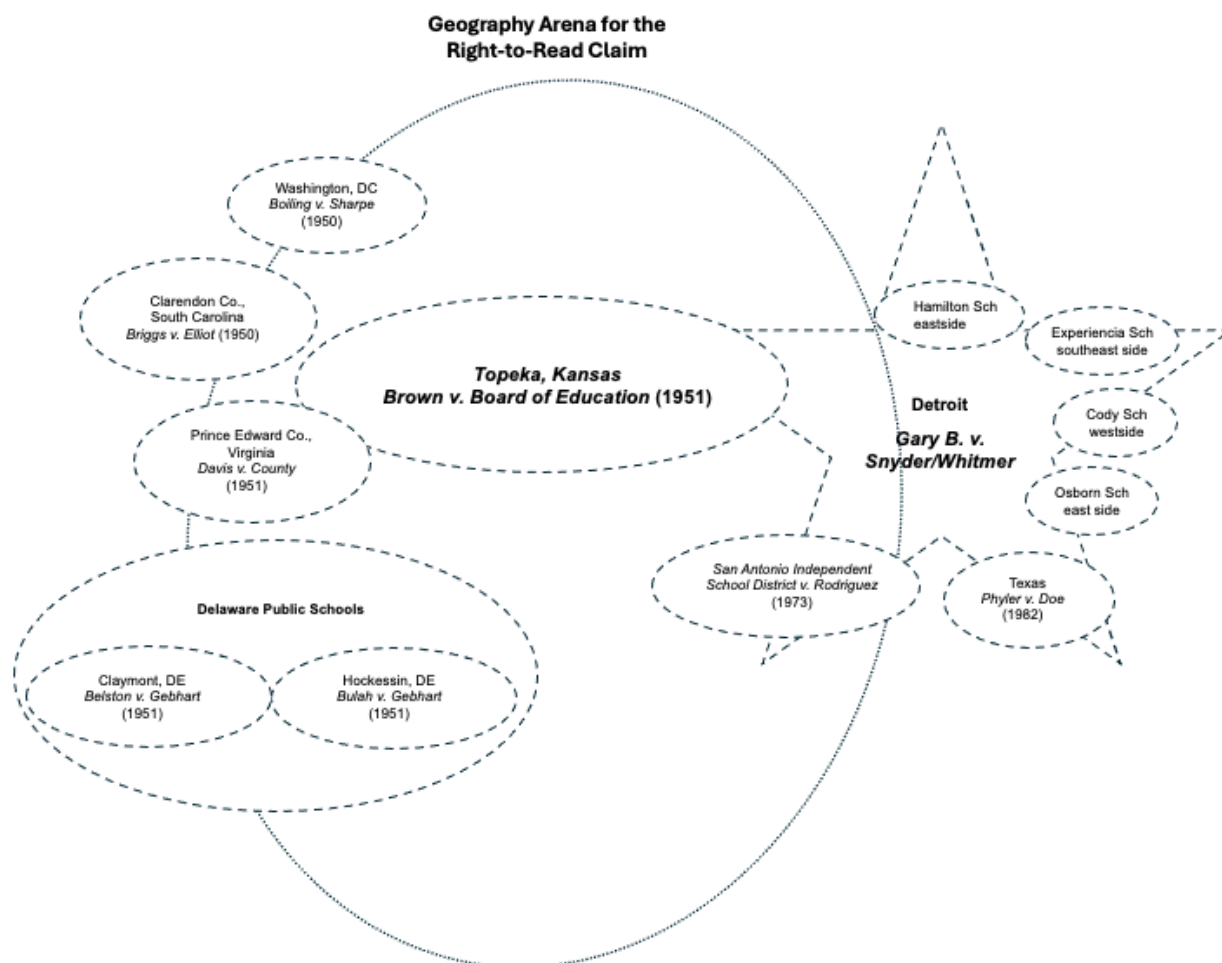 Geography Arena for the
Right-to-Read Claim
Washington, DC
Bolling v. Sharpe
(1950)
Clarendon Co.,
South Carolina
Briggs v. Elliot (1950)
Topeka, Kansas
Brown v. Board of Education (1951)
Prince Edward Co.,
Virginia
Davis v. County
(1951)
Delaware Public Schools
Claymont, DE
Belston v. Gebhart
(1951)
Hockessin, DE
Bulah v. Gebhart
(1951)
Hamilton Sch
eastside
Experiencia Sch
southeast side
Detroit
Gary B. v.
Snyder/Whitmer
Cody Sch
westside
Osborn Sch
east side
San Antonio Independent
School District v. Rodriguez
(1973)
Texas
Phyler v. Doe
(1982)